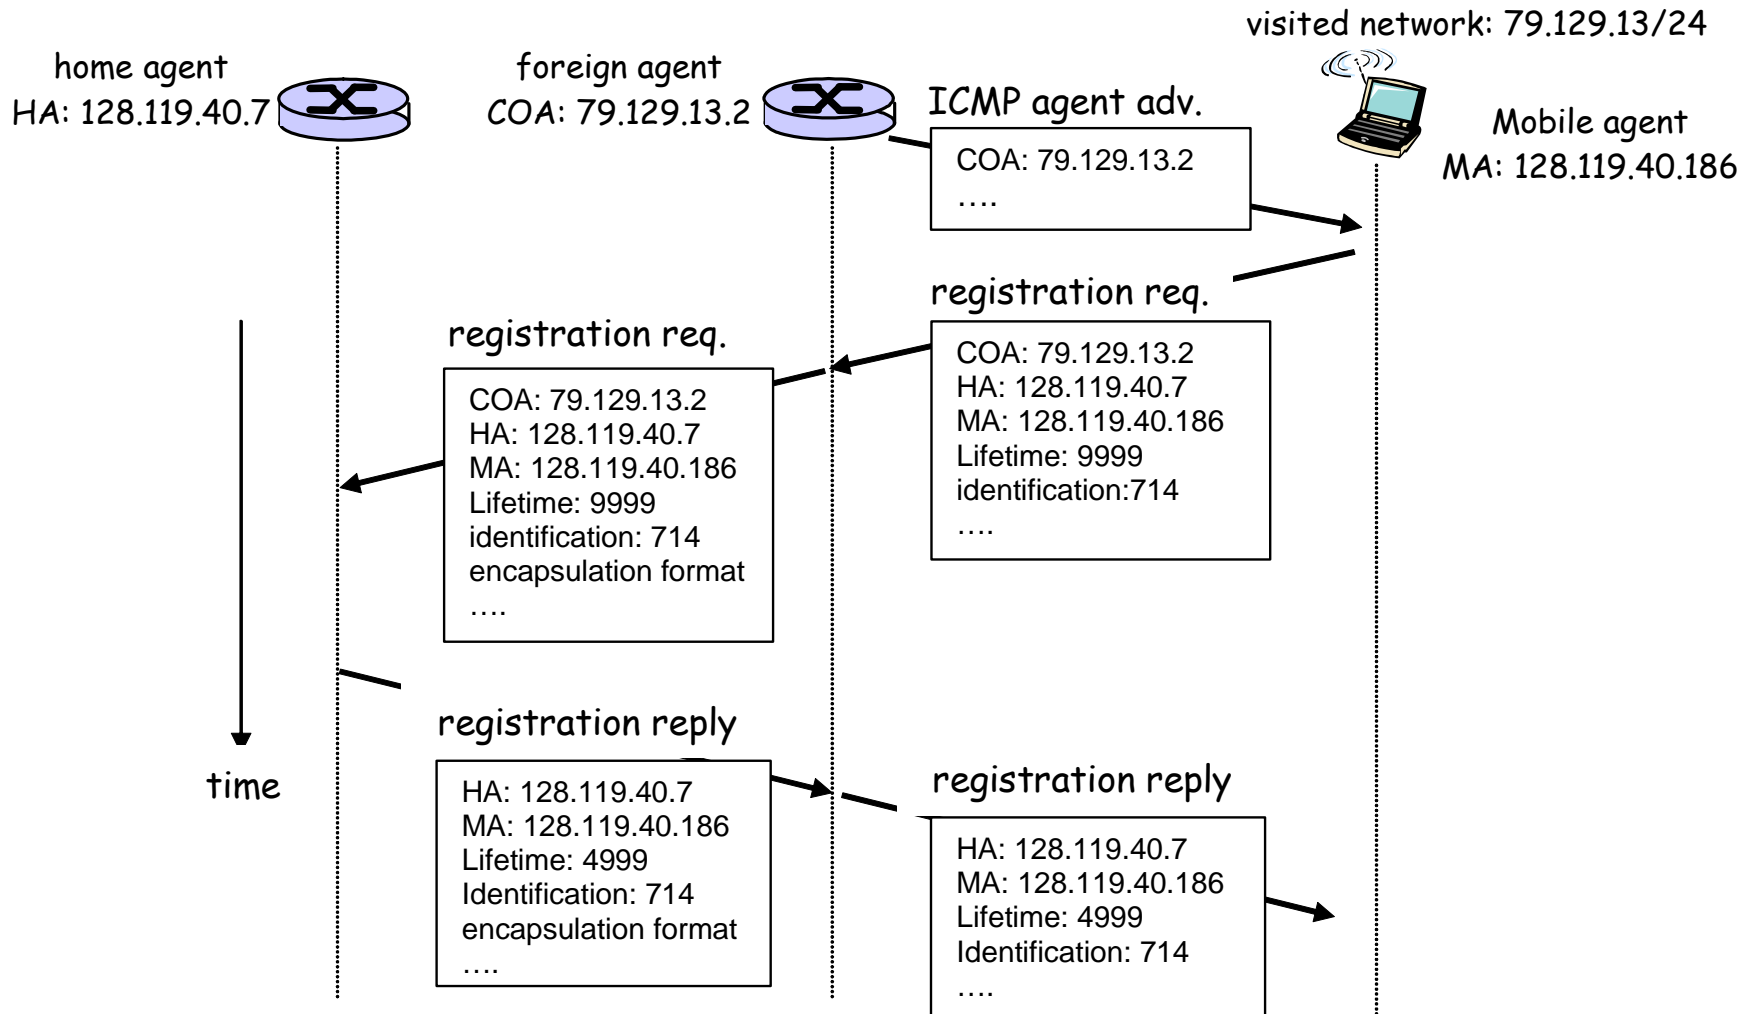 visited network: 79.129.13/24
home agent
HA: 128.119.40.7
foreign agent
COA: 79.129.13.2
ICMP agent adv.
COA: 79.129.13.2
….
Mobile agent
MA: 128.119.40.186
registration req.
COA: 79.129.13.2
HA: 128.119.40.7
MA: 128.119.40.186
Lifetime: 9999
identification:714
….
registration req.
COA: 79.129.13.2
HA: 128.119.40.7
MA: 128.119.40.186
Lifetime: 9999
identification: 714
encapsulation format
….
time
registration reply
HA: 128.119.40.7
MA: 128.119.40.186
Lifetime: 4999
Identification: 714
encapsulation format
….
registration reply
HA: 128.119.40.7
MA: 128.119.40.186
Lifetime: 4999
Identification: 714
….